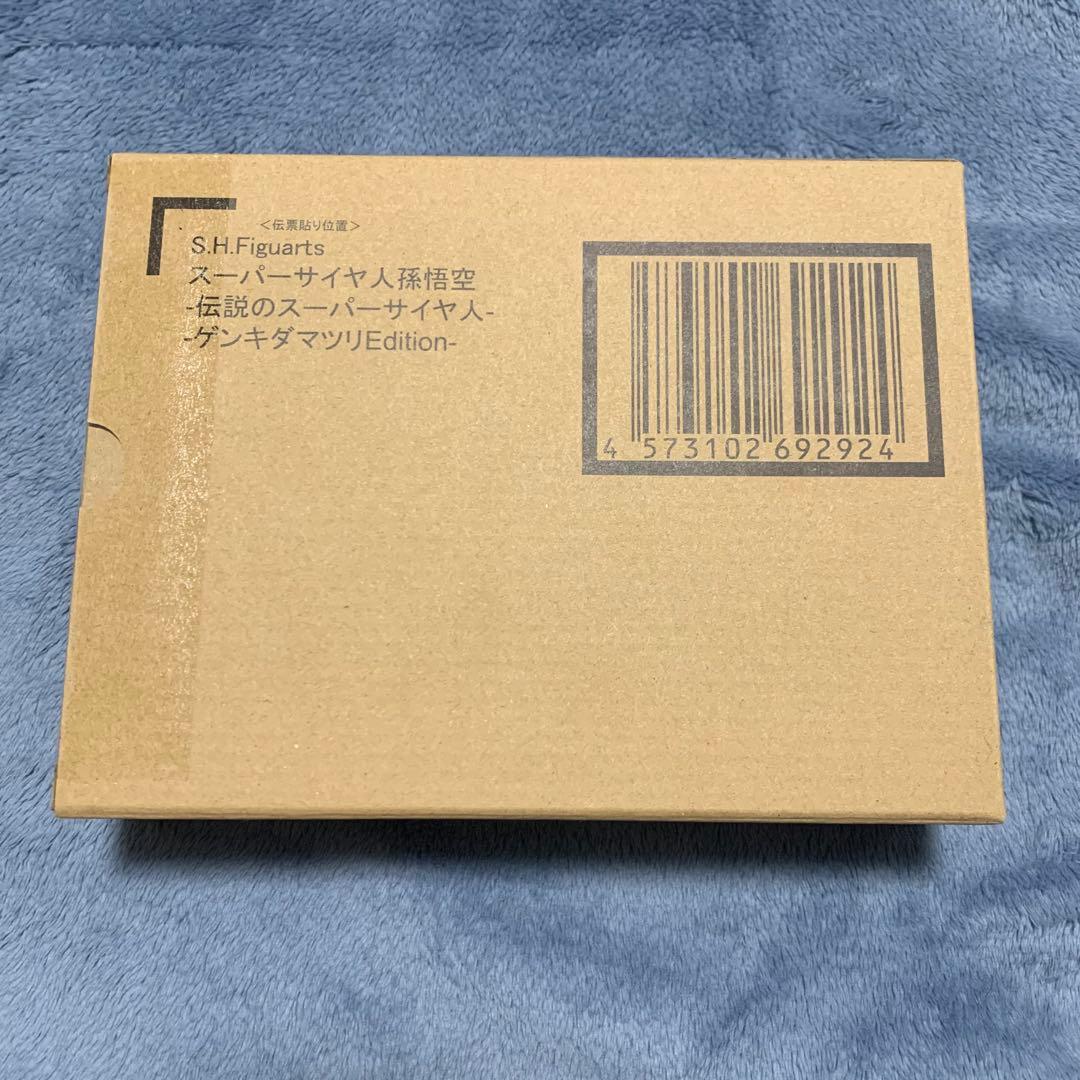 ＜伝票貼り位置＞
S.H.Figuarts
スーパーサイヤ人孫悟空
-伝説のスーパーサイヤ人-
-ゲンキダマツリEdition-
4 573102 692924